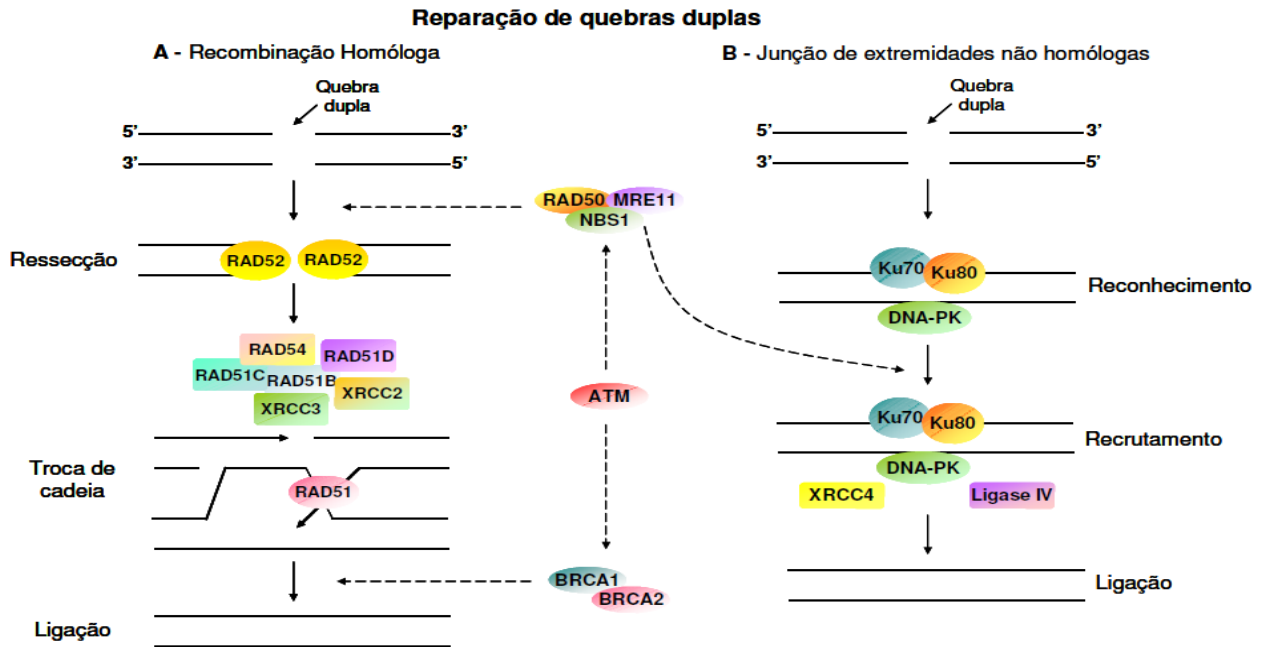 Reparação de quebras duplas
A - Recombinação Homóloga
Quebra
dupla
5’
3’
3’
5’
Ressecção
RAD52
RAD52
RAD54
RAD51D
RAD51C
RAD51B
XRCC2
XRCC3
Troca de
cadeia
RAD51
Ligação
RAD50
MRE11
NBS1
ATM
BRCA1
BRCA2
B - Junção de extremidades não homólogas
Quebra
dupla
5’
3’
3’
5’
Ku70
Ku80
Reconhecimento
DNA-PK
Ku70
Ku80
Recrutamento
DNA-PK
XRCC4
Ligase IV
Ligação